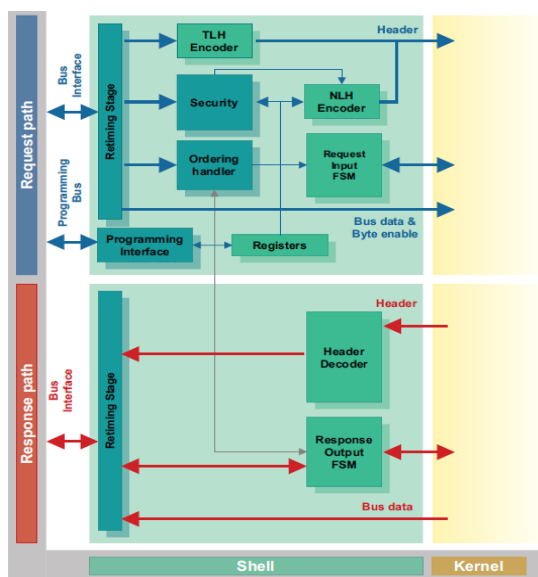 Request path
Bus
Interface
Programming
Bus
Retiming Stage
TLH
Encoder
Header
Security
NLH
Encoder
Ordering
handler
Request
Input
FSM
Bus data &
Byte enable
Programming
Interface
Registers
Response path
Bus
Interface
Retiming Stage
Header
Header
Decoder
Response
Output
FSM
Bus data
Shell
Kernel